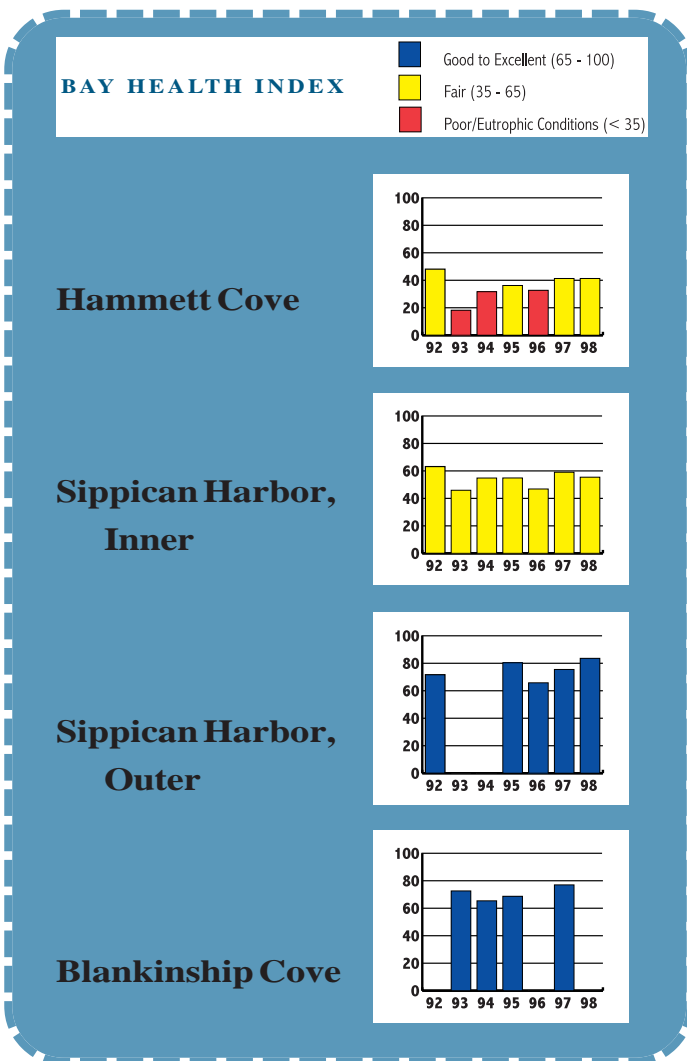 BAY HEALTH INDEX
Good to Excellent (65 - 100)
Fair (35 - 65)
Poor/Eutrophic Conditions (< 35)
Hammett Cove
100
80
60
40
20
0
92 93 94 95 96 97 98
Sippican Harbor,
Inner
100
80
60
40
20
0
92 93 94 95 96 97 98
Sippican Harbor,
Outer
100
80
60
40
20
0
92 93 94 95 96 97 98
Blankinship Cove
100
80
60
40
20
0
92 93 94 95 96 97 98